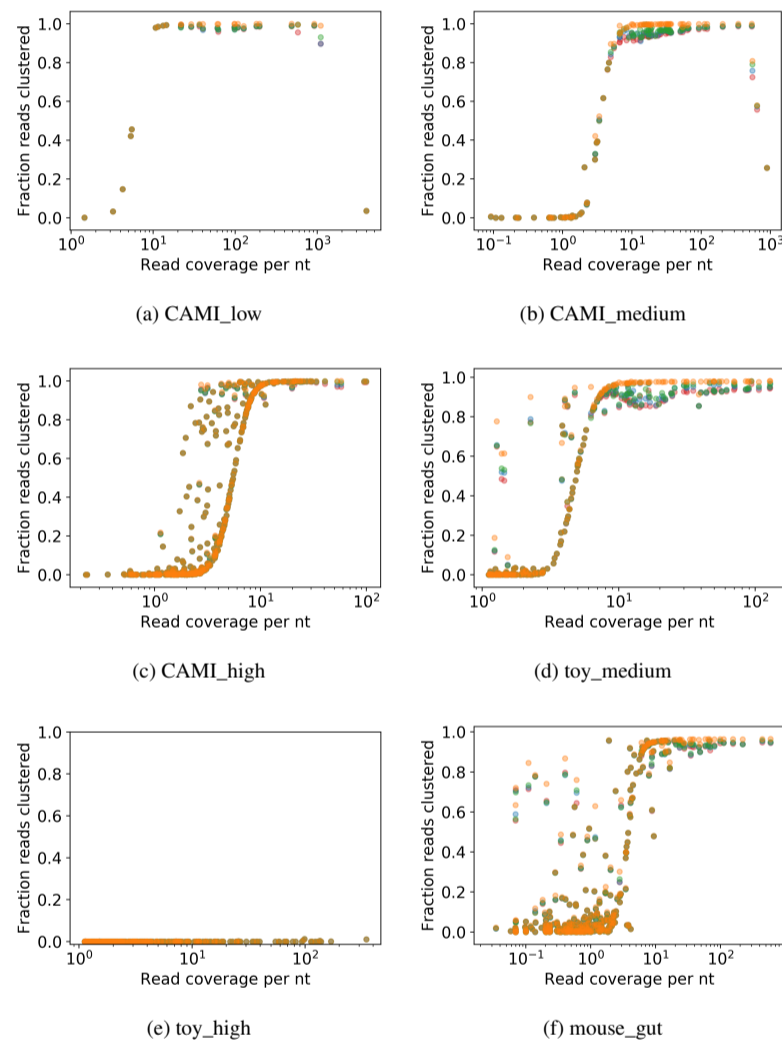 1.0
0.8
0.6
0.4
0.2
0.0
Fraction reads clustered
10⁰ 10¹ 10² 10³
Read coverage per nt
(a) CAMI_low
1.0
0.8
0.6
0.4
0.2
0.0
Fraction reads clustered
10⁻¹ 10⁰ 10¹ 10² 10³
Read coverage per nt
(b) CAMI_medium
1.0
0.8
0.6
0.4
0.2
0.0
Fraction reads clustered
10⁰ 10¹ 10²
Read coverage per nt
(c) CAMI_high
1.0
0.8
0.6
0.4
0.2
0.0
Fraction reads clustered
10⁰ 10¹ 10²
Read coverage per nt
(d) toy_medium
1.0
0.8
0.6
0.4
0.2
0.0
Fraction reads clustered
10⁰ 10¹ 10²
Read coverage per nt
(e) toy_high
1.0
0.8
0.6
0.4
0.2
0.0
Fraction reads clustered
10⁻¹ 10⁰ 10¹ 10²
Read coverage per nt
(f) mouse_gut